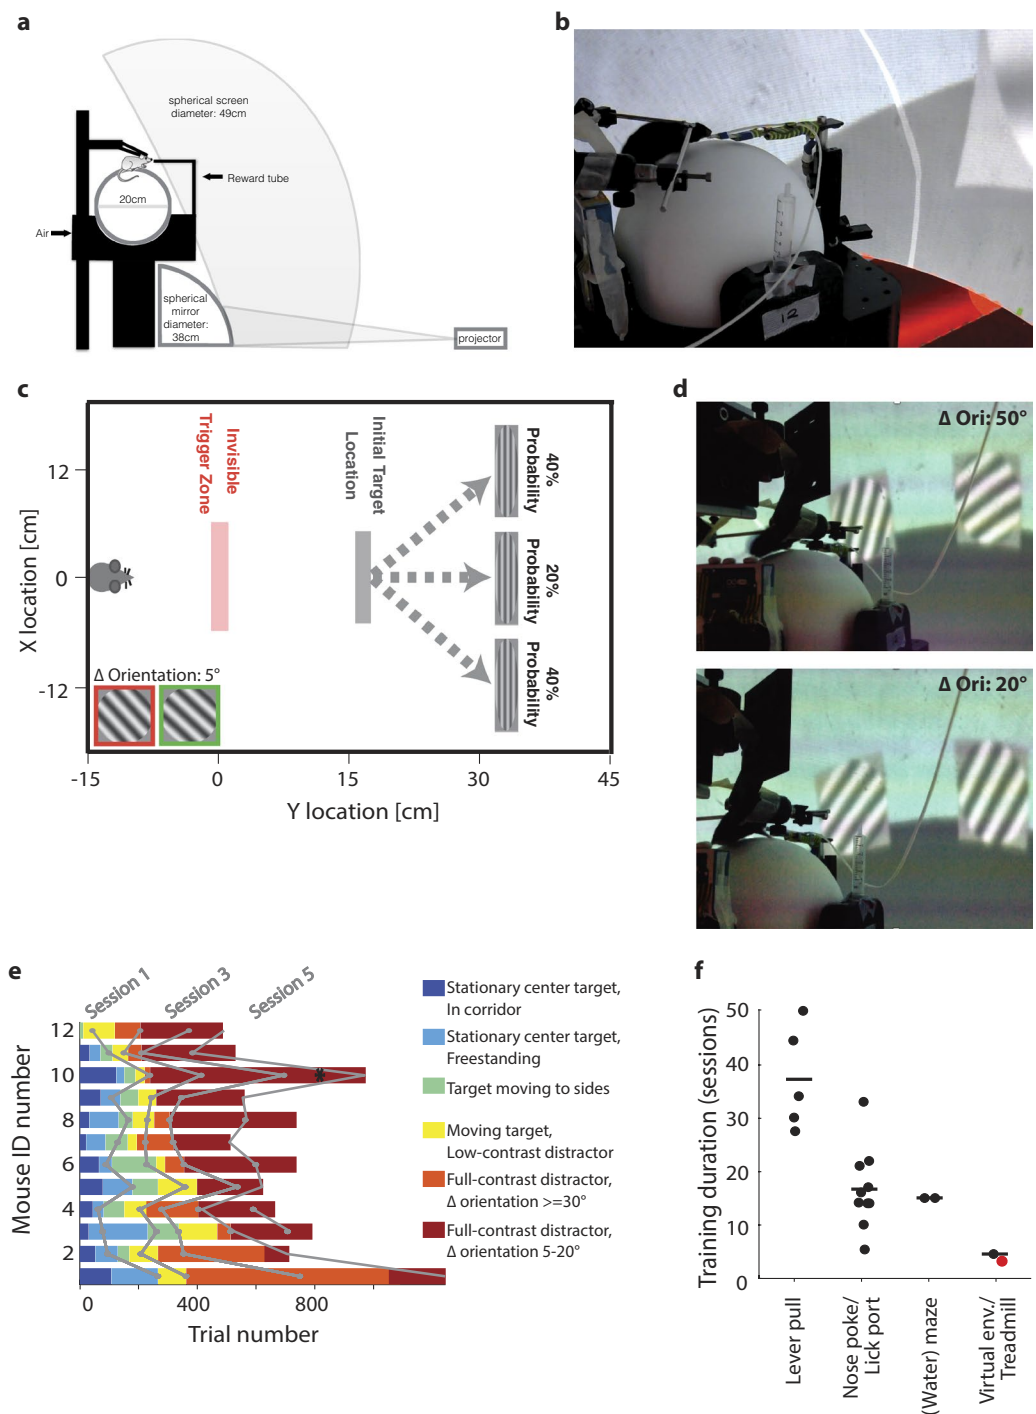 a
spherical screen
diameter: 49cm
Reward tube
20cm
Air
spherical
mirror
diameter:
38cm
projector
b
12
c
X location [cm]
12
0
-12
Invisible
Trigger Zone
Initial Target
Location
40%
Probability
20%
Probability
40%
Probability
Δ Orientation: 5°
-15
0
15
30
45
Y location [cm]
d
Δ Ori: 50°
Δ Ori: 20°
e
Session 1
Session 3
Session 5
Mouse ID number
12
10
8
6
4
2
0
400
800
Trial number
Stationary center target,
In corridor
Stationary center target,
Freestanding
Target moving to sides
Moving target,
Low-contrast distractor
Full-contrast distractor,
Δ orientation >=30°
Full-contrast distractor,
Δ orientation 5-20°
f
Training duration (sessions)
50
40
30
20
10
0
Lever pull
Nose poke/
Lick port
(Water) maze
Virtual env./
Treadmill